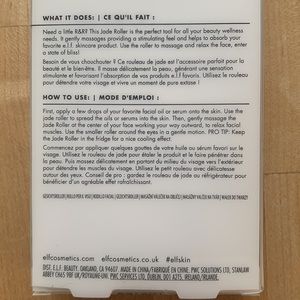 WHAT IT DOES: | CE QU'IL FAIT :
Need a little R&R? This Jade Roller is the perfect tool for all your beauty wellness
needs. It gently massages providing a stimulating feel and helps to absorb your
favorite e.l.f. skincare product. Use the roller to massage and relax the face, enter
a state of bliss!
Besoin de vous chouchouter ? Ce rouleau de jade est l'accessoire parfait pour la
beauté et le bien-être. Il masse délicatement la peau, générant une sensation
stimulante et favorisant l'absorption de vos produits e.l.f favoris. Utilisez le rouleau
pour détendre votre visage et vivre un moment de pure extase !
HOW TO USE: | MODE D'EMPLOI :
First, apply a few drops of your favorite facial oil or serum onto the skin. Use the
jade roller to spread the oils or serums into the skin. Then, gently massage the
Jade Roller at the center of your face working your way outward, to relax facial
muscles. Use the smaller roller around the eyes in a gentle motion. PRO TIP: Keep
the Jade Roller in the fridge for a nice cooling effect.
Commencez par appliquer quelques gouttes de votre huile ou sérum favori sur le
visage. Utilisez le rouleau de jade pour étaler le produit et le faire pénétrer dans
la peau. Puis massez délicatement en partant du milieu du visage vers l'extérieur
pour détendre les muscles du visage. Utilisez le petit rouleau délicatement
autour des yeux. Conseil de pro : gardez le rouleau de jade au réfrigérateur pour
bénéficier d'un agréable effet rafraîchissant.
elfcosmetics.com elfcosmetics.co.uk #elfskin
DIST. E.L.F. BEAUTY, OAKLAND, CA 94607. MADE IN CHINA/FABRIQUÉ EN CHINE. PWC SOLUTIONS LTD, STANLAW
ABBEY CH65 9BF UK/ROYAUME-UNI. PWC SERVICES LTD, DUBLIN, D01 A275, IRELAND/IRLANDE.